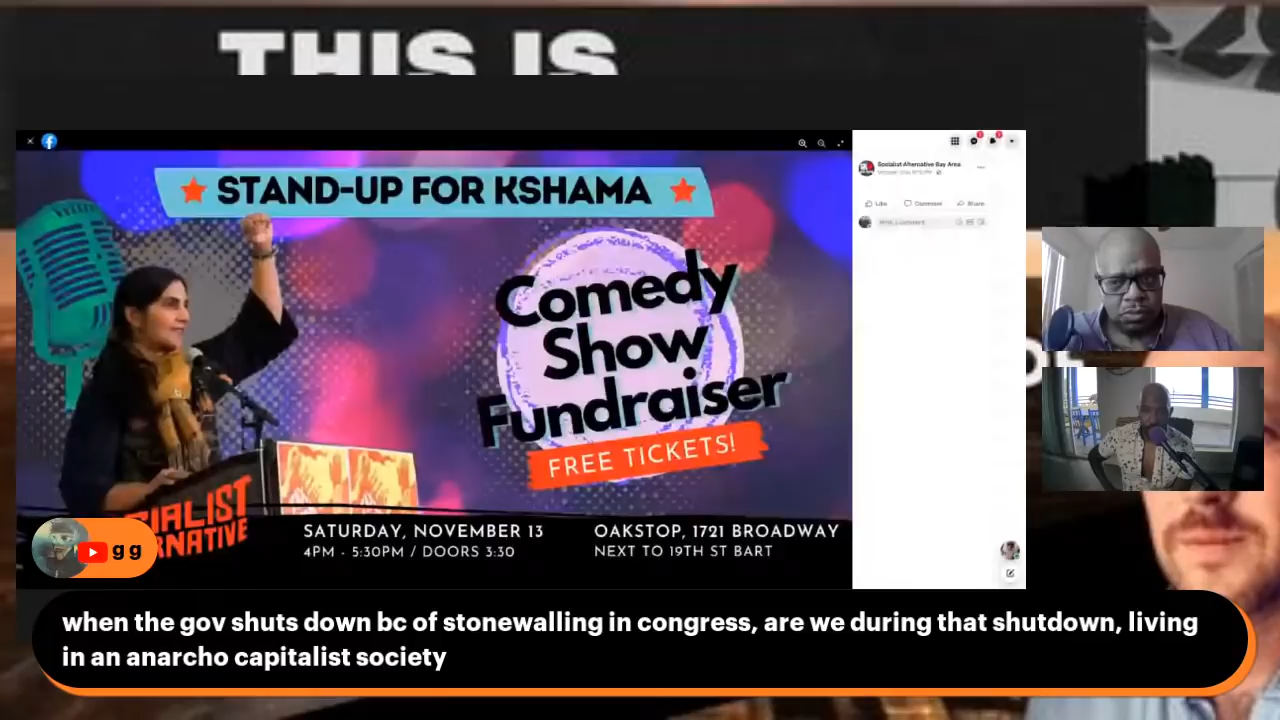 THIS IS
STAND-UP FOR KSHAMA
Comedy
Show
Fundraiser
FREE TICKETS!
SATURDAY, NOVEMBER 13
4PM - 5:30PM / DOORS 3:30
OAKSTOP, 1721 BROADWAY
NEXT TO 19TH ST BART
IALIST
RNATIVE
Socialist Alternative Bay Area
Like
Comment
Share
g g
when the gov shuts down bc of stonewalling in congress, are we during that shutdown, living
in an anarcho capitalist society